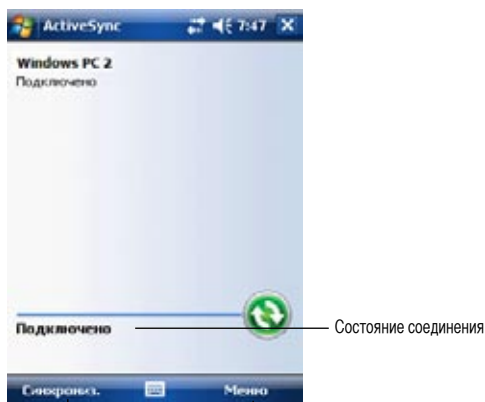 ActiveSync 7:47
Windows PC 2
Подключено
Подключено
Состояние соединения
Синхрониз. Меню